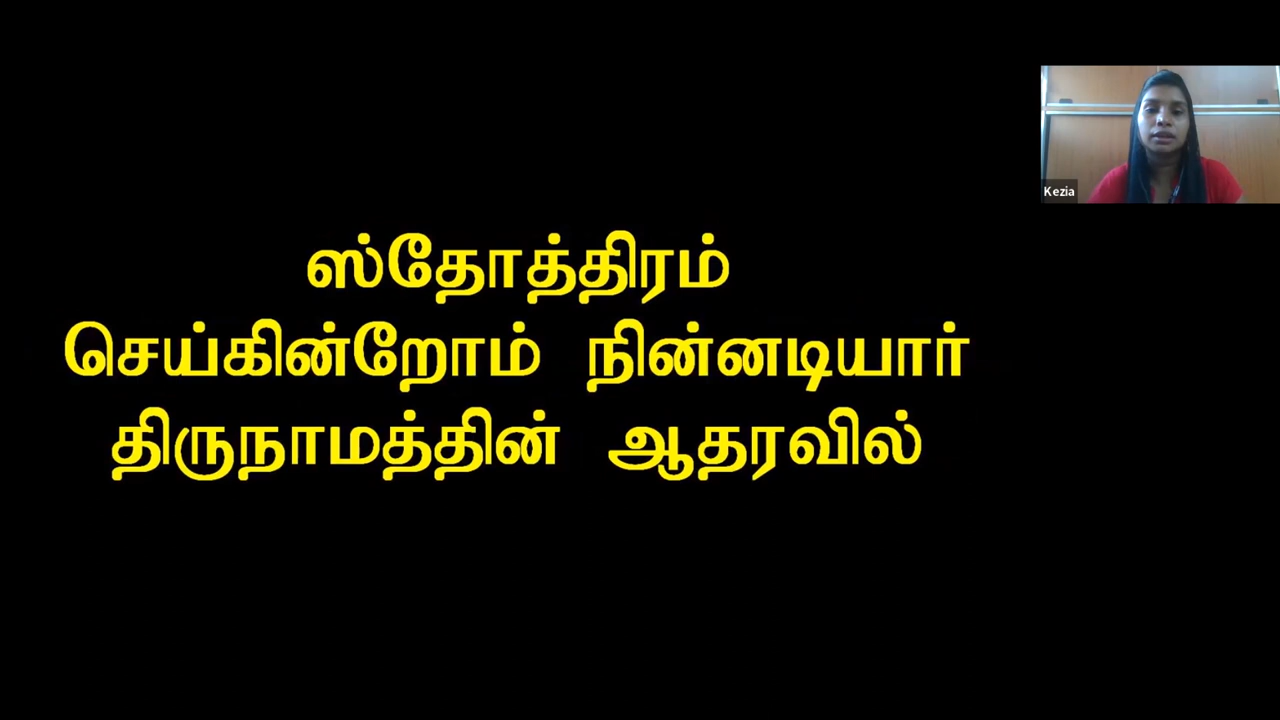 ஸ்தோத்திரம்
செய்கின்றோம் நின்னடியார்
திருநாமத்தின் ஆதரவில்
Kezia